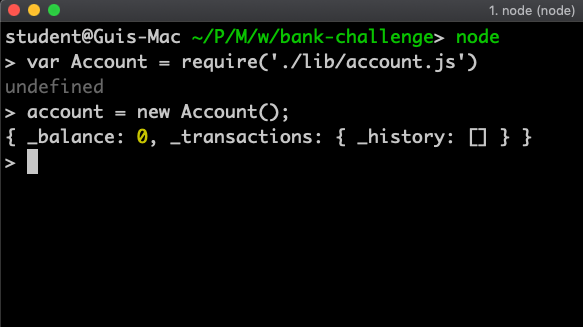 1. node (node)
student@Guis-Mac ~/P/M/w/bank-challenge> node
> var Account = require('./lib/account.js')
undefined
> account = new Account();
{ _balance: 0, _transactions: { _history: [] } }
>